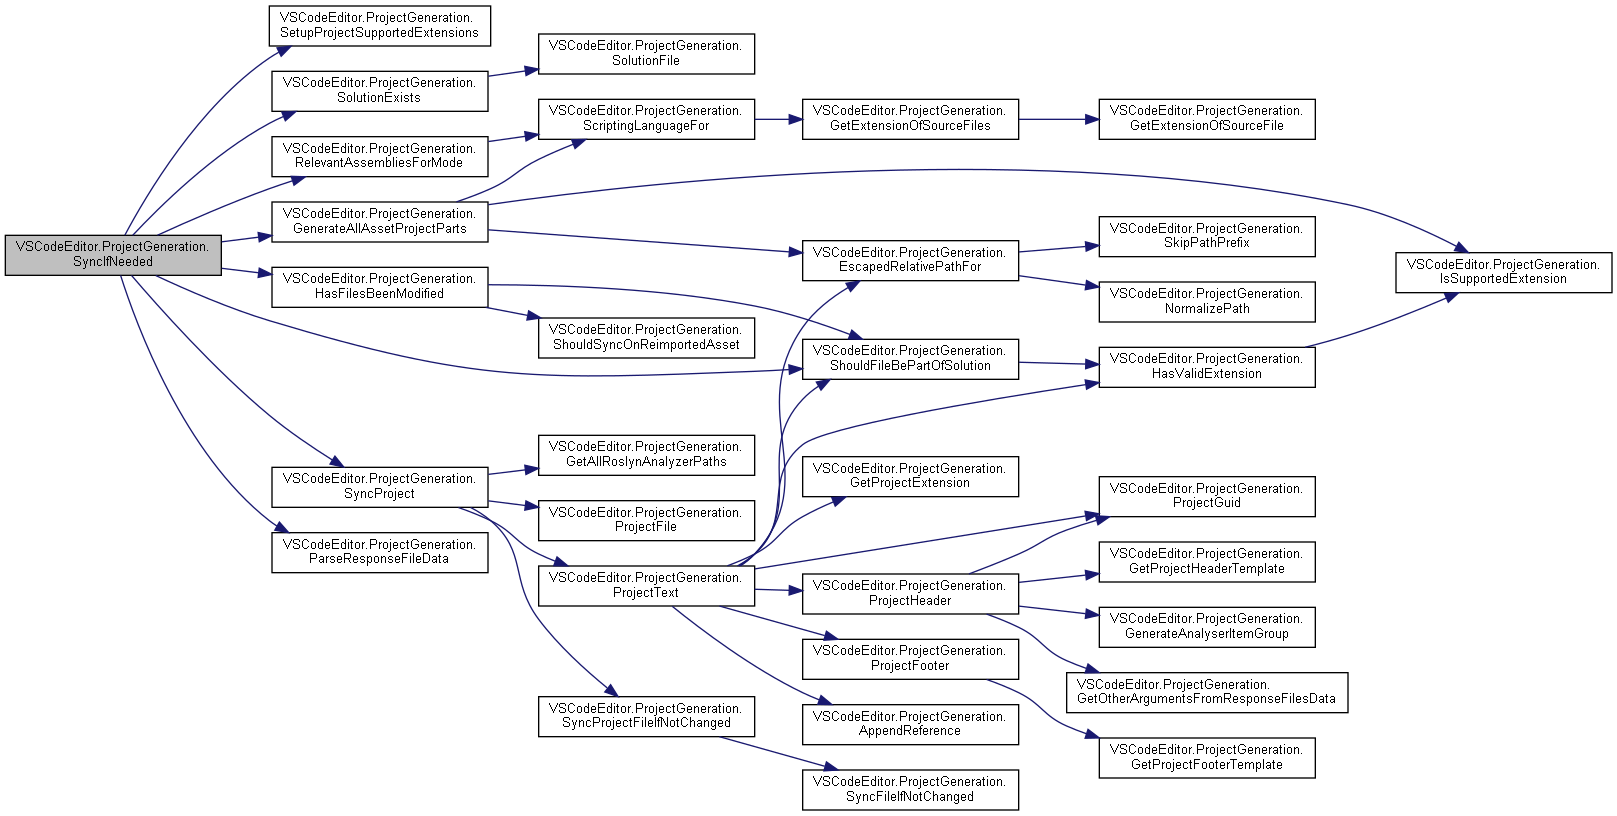 VSCodeEditor.ProjectGeneration.
SyncIfNeeded
VSCodeEditor.ProjectGeneration.
SetupProjectSupportedExtensions
VSCodeEditor.ProjectGeneration.
SolutionExists
VSCodeEditor.ProjectGeneration.
RelevantAssembliesForMode
VSCodeEditor.ProjectGeneration.
GenerateAllAssetProjectParts
VSCodeEditor.ProjectGeneration.
HasFilesBeenModified
VSCodeEditor.ProjectGeneration.
SyncProject
VSCodeEditor.ProjectGeneration.
ParseResponseFileData
VSCodeEditor.ProjectGeneration.
SolutionFile
VSCodeEditor.ProjectGeneration.
ScriptingLanguageFor
VSCodeEditor.ProjectGeneration.
ShouldSyncOnReimportedAsset
VSCodeEditor.ProjectGeneration.
GetAllRoslynAnalyzerPaths
VSCodeEditor.ProjectGeneration.
ProjectFile
VSCodeEditor.ProjectGeneration.
ProjectText
VSCodeEditor.ProjectGeneration.
SyncProjectFileIfNotChanged
VSCodeEditor.ProjectGeneration.
GetExtensionOfSourceFiles
VSCodeEditor.ProjectGeneration.
EscapedRelativePathFor
VSCodeEditor.ProjectGeneration.
ShouldFileBePartOfSolution
VSCodeEditor.ProjectGeneration.
GetProjectExtension
VSCodeEditor.ProjectGeneration.
ProjectHeader
VSCodeEditor.ProjectGeneration.
ProjectFooter
VSCodeEditor.ProjectGeneration.
AppendReference
VSCodeEditor.ProjectGeneration.
SyncFileIfNotChanged
VSCodeEditor.ProjectGeneration.
GetExtensionOfSourceFile
VSCodeEditor.ProjectGeneration.
SkipPathPrefix
VSCodeEditor.ProjectGeneration.
NormalizePath
VSCodeEditor.ProjectGeneration.
HasValidExtension
VSCodeEditor.ProjectGeneration.
ProjectGuid
VSCodeEditor.ProjectGeneration.
GetProjectHeaderTemplate
VSCodeEditor.ProjectGeneration.
GenerateAnalyserItemGroup
VSCodeEditor.ProjectGeneration.
GetOtherArgumentsFromResponseFilesData
VSCodeEditor.ProjectGeneration.
GetProjectFooterTemplate
VSCodeEditor.ProjectGeneration.
IsSupportedExtension